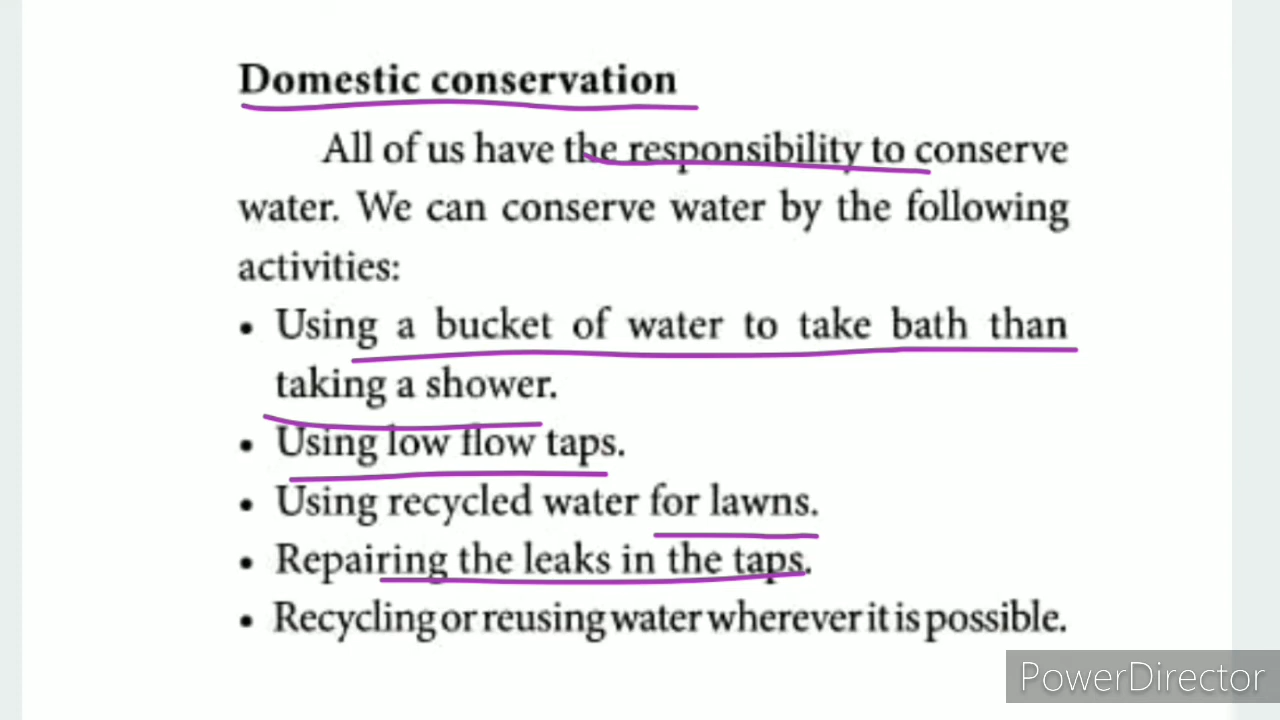 Domestic conservation
All of us have the responsibility to conserve
water. We can conserve water by the following
activities:
• Using a bucket of water to take bath than
taking a shower.
• Using low flow taps.
• Using recycled water for lawns.
• Repairing the leaks in the taps.
• Recycling or reusing water wherever it is possible.
PowerDirector